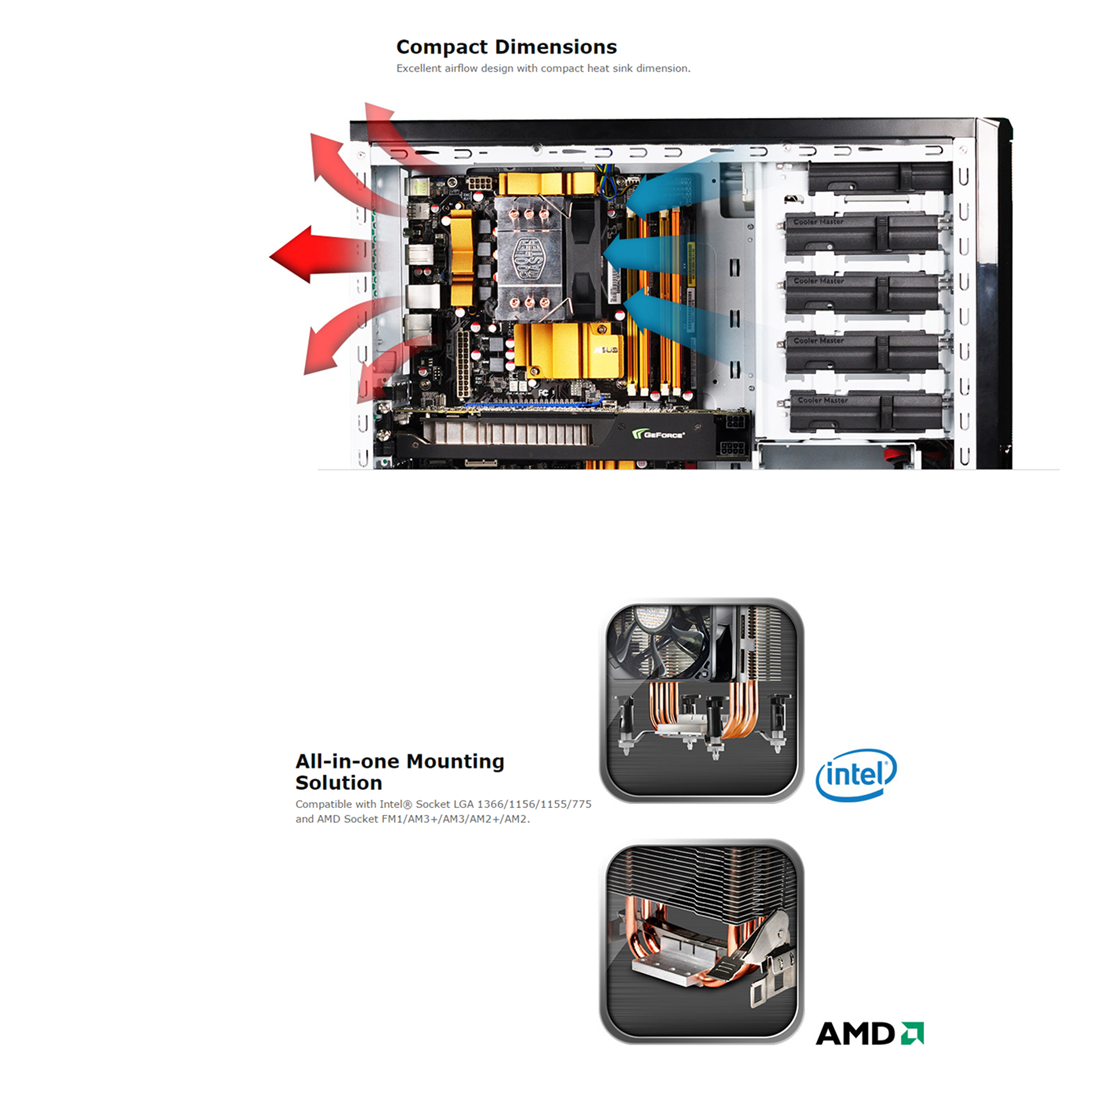 Compact Dimensions
Excellent airflow design with compact heat sink dimension.
Cooler Master
Cooler Master
Cooler Master
Cooler Master
GEFORCE
All-in-one Mounting
Solution
Compatible with Intel® Socket LGA 1366/1156/1155/775
and AMD Socket FM1/AM3+/AM3/AM2+/AM2.
intel®
AMD